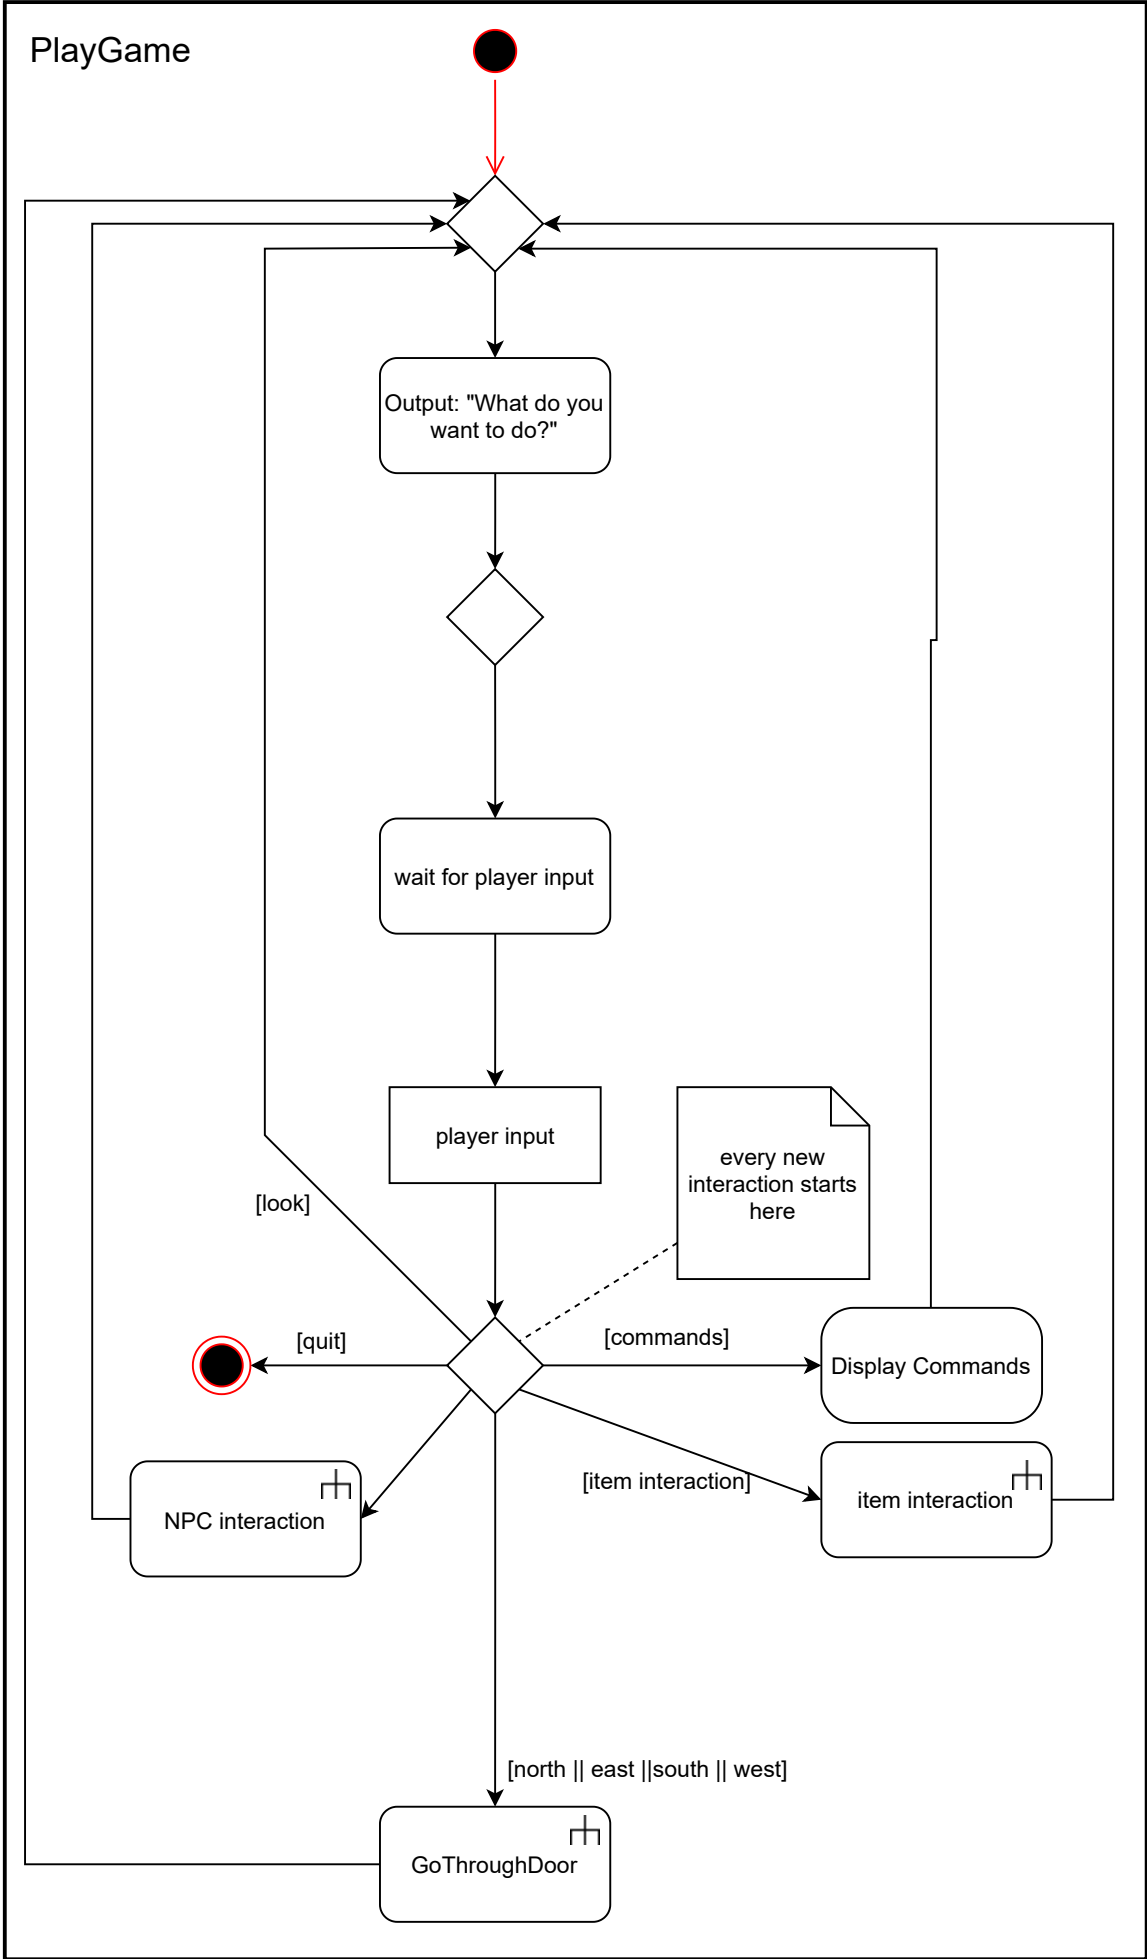 PlayGame
Output: "What do you
want to do?"
wait for player input
player input
every new
interaction starts
here
[look]
[quit]
[commands]
Display Commands
[item interaction]
item interaction
NPC interaction
[north || east ||south || west]
GoThroughDoor